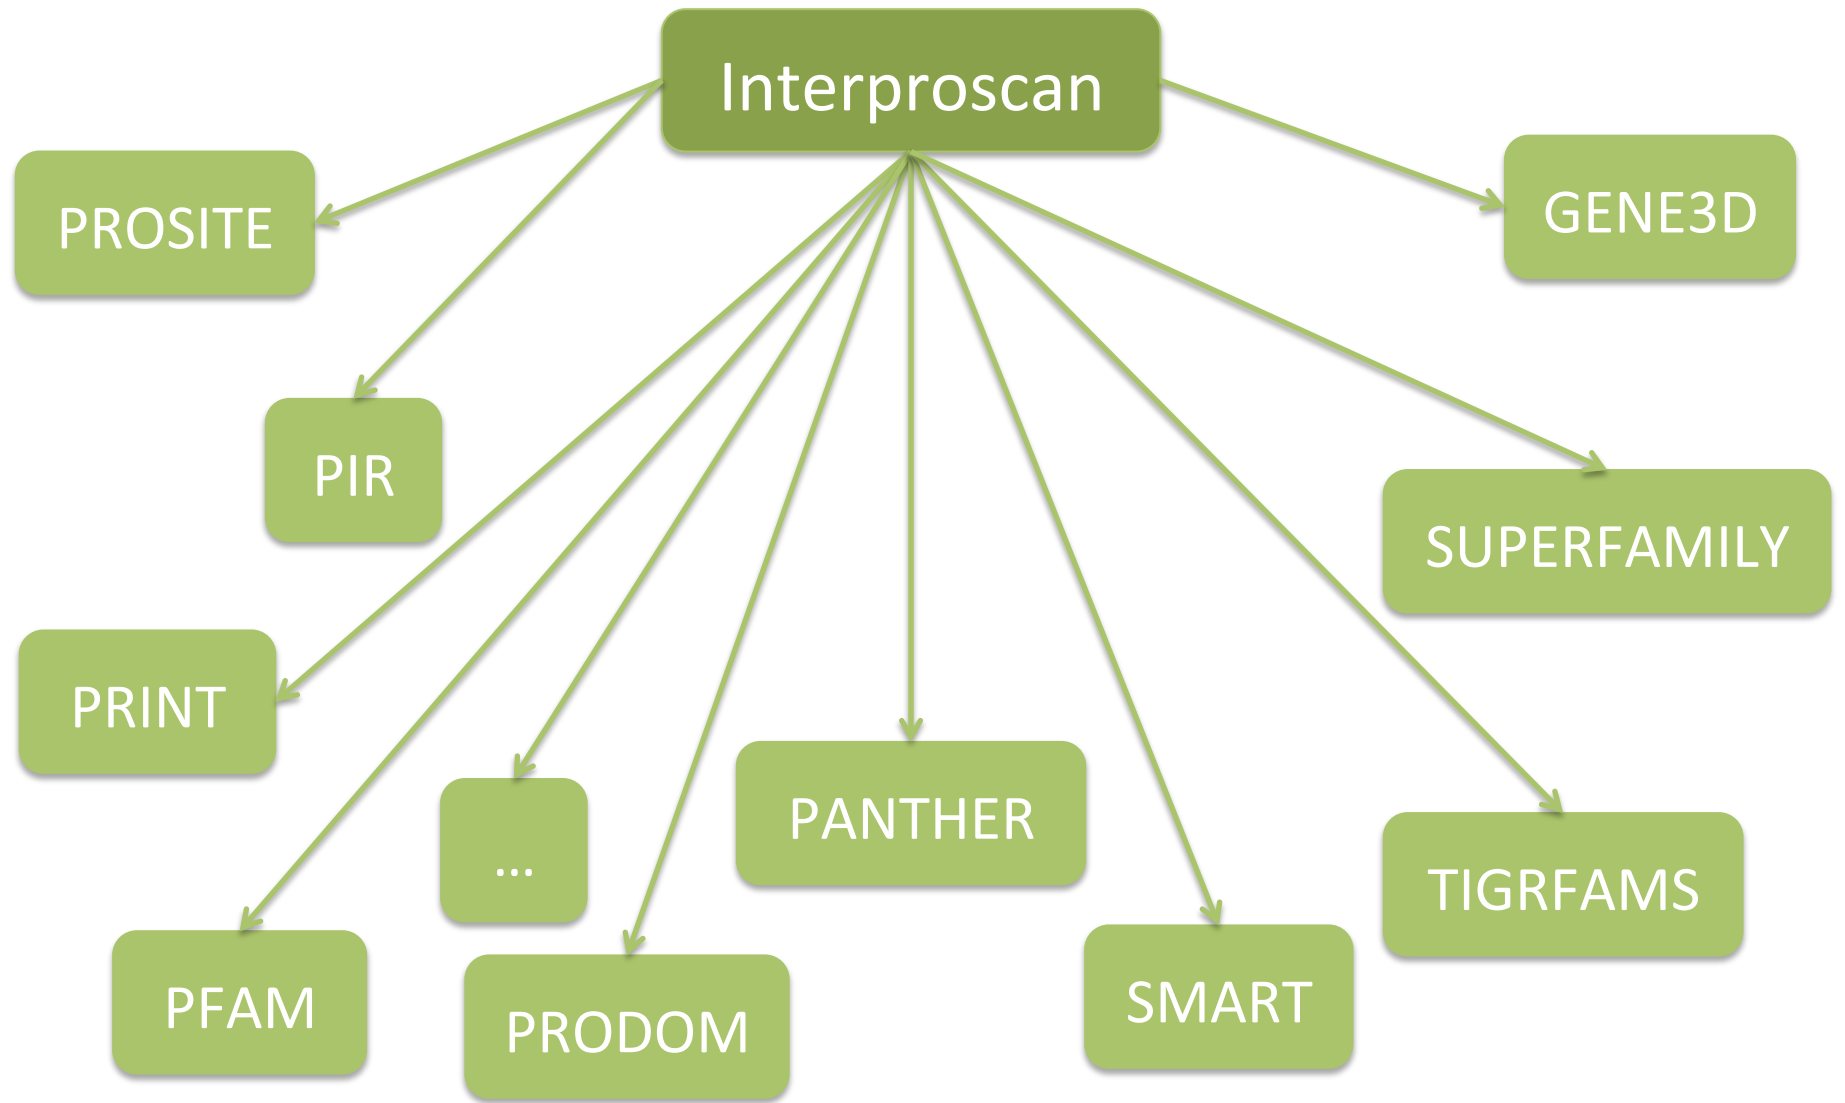 Interproscan
PROSITE
GENE3D
PIR
SUPERFAMILY
PRINT
PANTHER
...
TIGRFAMS
PFAM
PRODOM
SMART